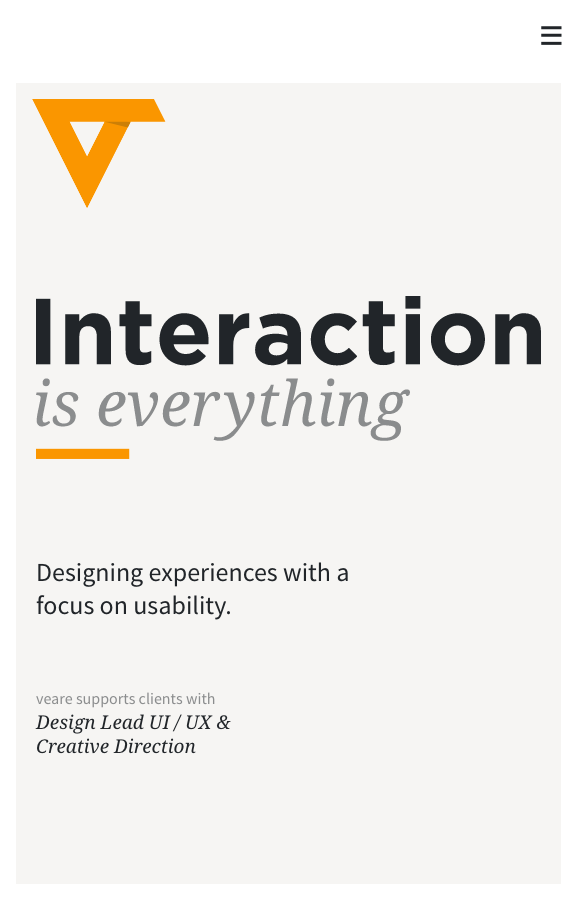 Interaction
is everything
Designing experiences with a
focus on usability.
veare supports clients with
Design Lead UI / UX &
Creative Direction